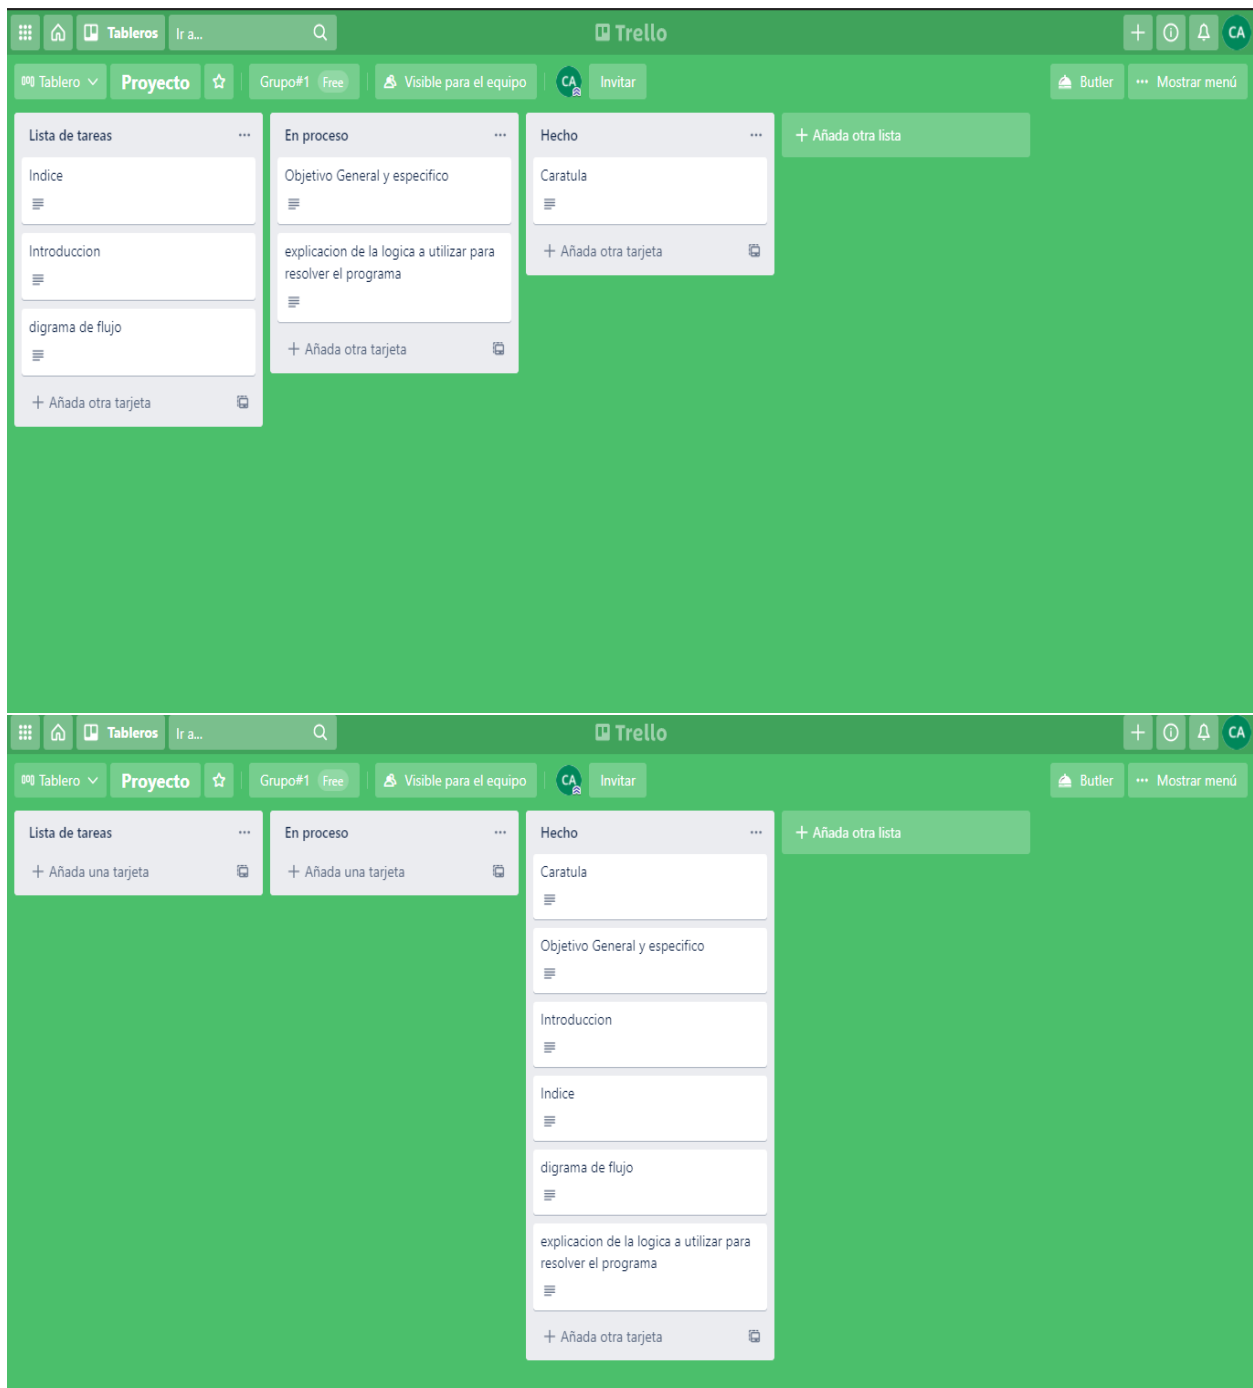 Tableros Ir a... Trello CA
Tablero Proyecto Grupo#1 Free Visible para el equipo CA Invitar Butler Mostrar menú
Lista de tareas
Indice
Introduccion
digrama de flujo
+ Añada otra tarjeta
En proceso
Objetivo General y especifico
explicacion de la logica a utilizar para
resolver el programa
+ Añada otra tarjeta
Hecho
Caratula
+ Añada otra tarjeta
+ Añada otra lista
Tableros Ir a... Trello CA
Tablero Proyecto Grupo#1 Free Visible para el equipo CA Invitar Butler Mostrar menú
Lista de tareas
+ Añada una tarjeta
En proceso
+ Añada una tarjeta
Hecho
Caratula
Objetivo General y especifico
Introduccion
Indice
digrama de flujo
explicacion de la logica a utilizar para
resolver el programa
+ Añada otra tarjeta
+ Añada otra lista